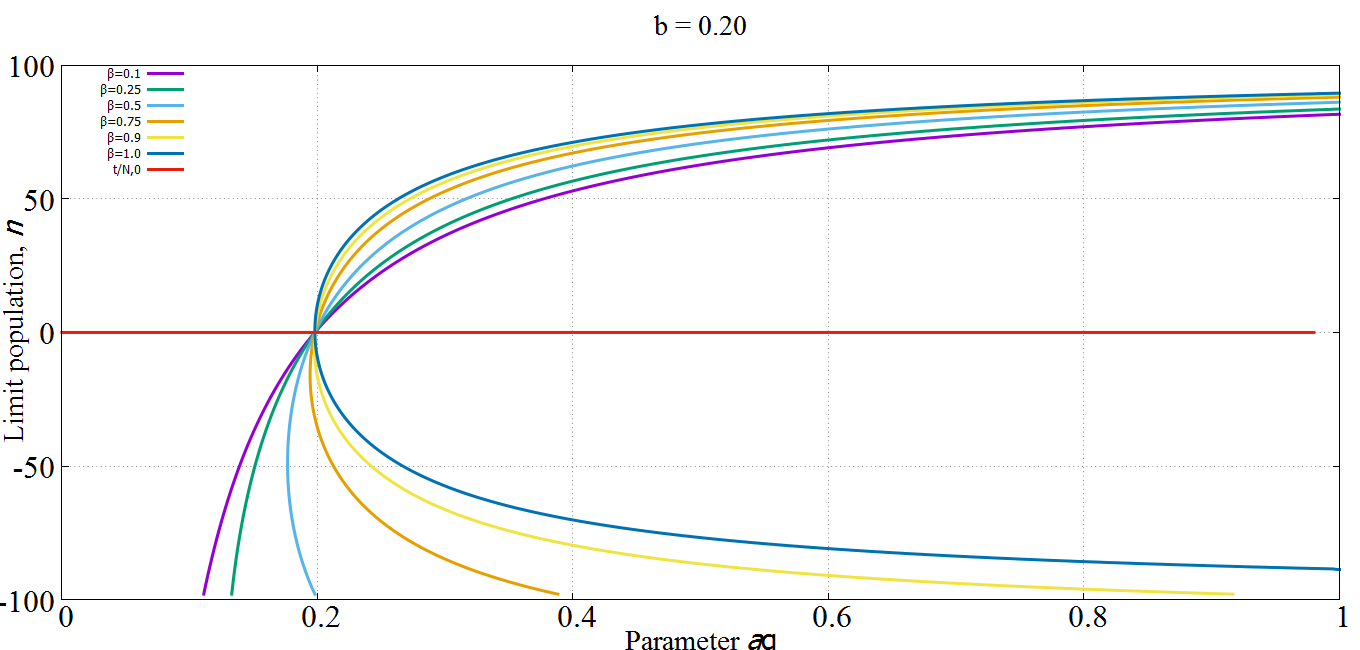 b = 0.20
100
50
0
-50
-100
Limit population, n
β=0.1
β=0.25
β=0.5
β=0.75
β=0.9
β=1.0
t/N,0
0 0.2 0.4 0.6 0.8 1
Parameter aq